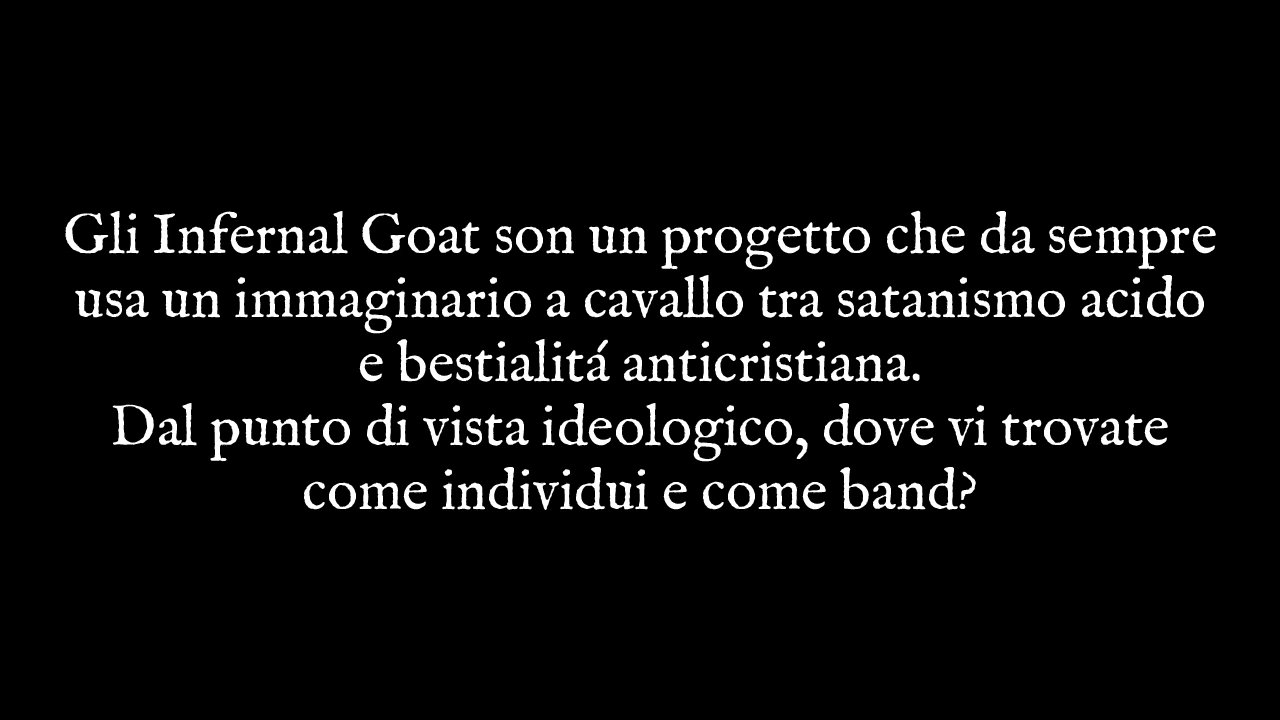 Gli Infernal Goat son un progetto che da sempre
usa un immaginario a cavallo tra satanismo acido
e bestialitá anticristiana.
Dal punto di vista ideologico, dove vi trovate
come individui e come band?